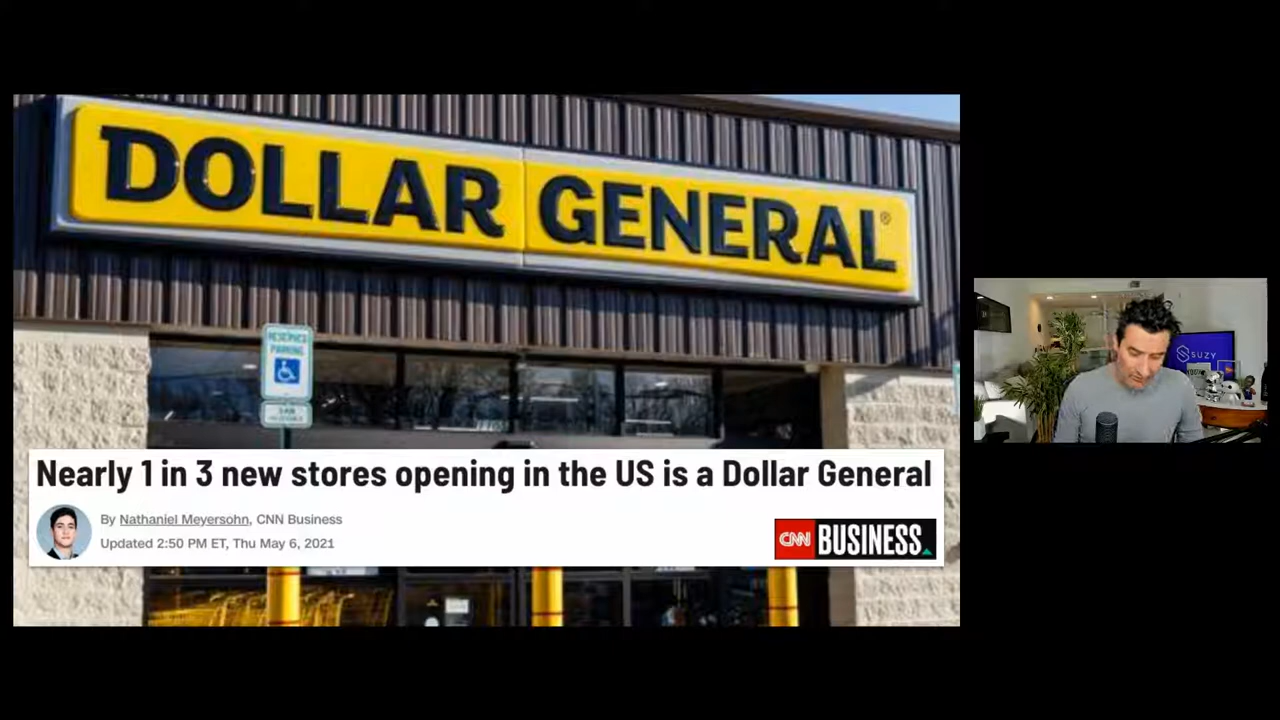 DOLLAR GENERAL®
RESERVED
PARKING
Nearly 1 in 3 new stores opening in the US is a Dollar General
By Nathaniel Meyersohn, CNN Business
Updated 2:50 PM ET, Thu May 6, 2021
CNN BUSINESS
SUZY